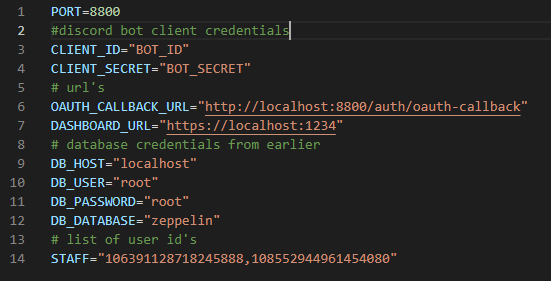 1 PORT=8800
2 #discord bot client credentials
3 CLIENT_ID="BOT_ID"
4 CLIENT_SECRET="BOT_SECRET"
5 # url's
6 OAUTH_CALLBACK_URL="http://localhost:8800/auth/oauth-callback"
7 DASHBOARD_URL="https://localhost:1234"
8 # database credentials from earlier
9 DB_HOST="localhost"
10 DB_USER="root"
11 DB_PASSWORD="root"
12 DB_DATABASE="zeppelin"
13 # list of user id's
14 STAFF="106391128718245888,108552944961454080"